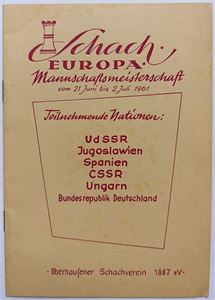 Schach.
EUROPA.
Mannschaftsmeisterschaft
vom 21. Juni bis 2. Juli 1961
Teilnehmende Nationen:
UdSSR
Jugoslawien
Spanien
CSSR
Ungarn
Bundesrepublik Deutschland
· Oberhausener Schachverein 1887 eV ·